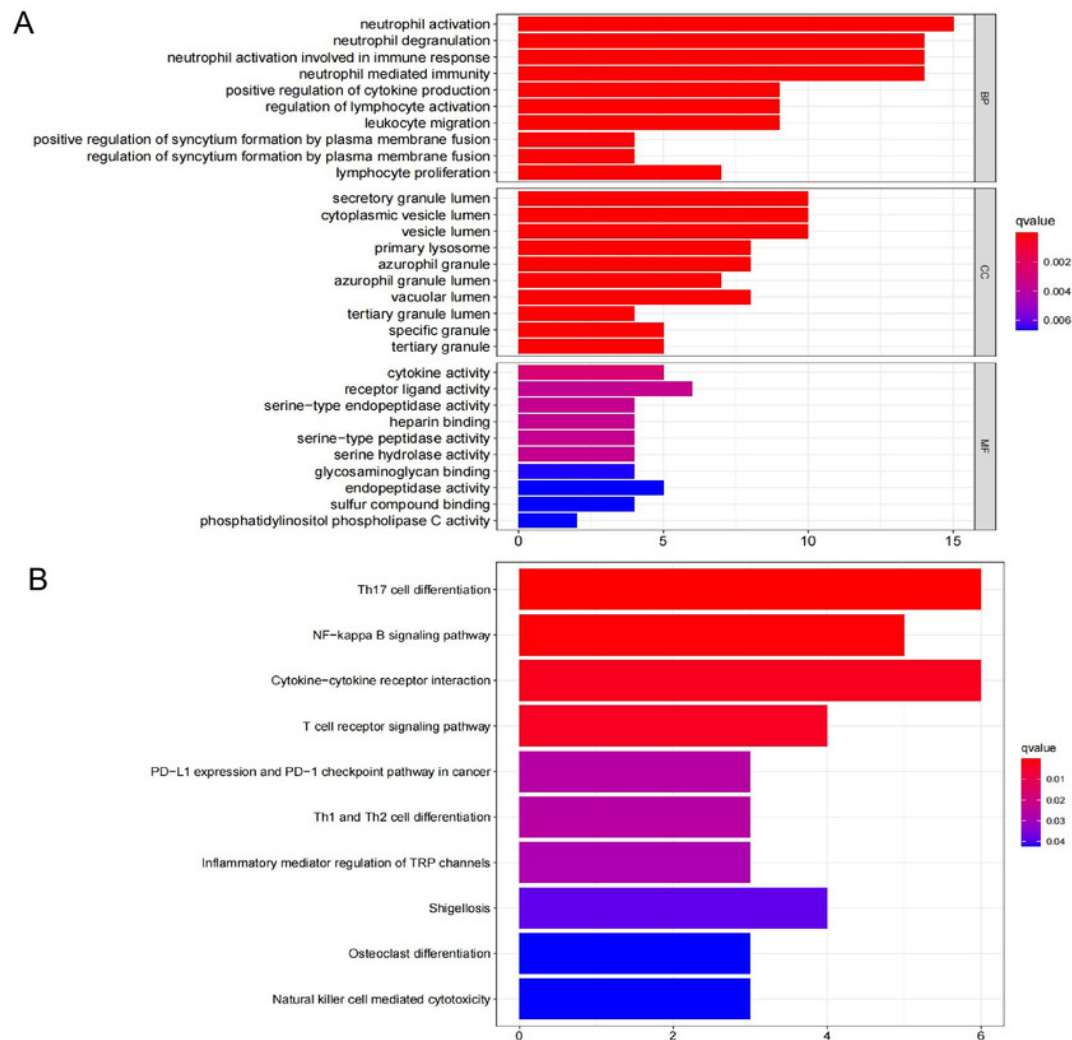 A
neutrophil activation
neutrophil degranulation
neutrophil activation involved in immune response
neutrophil mediated immunity
positive regulation of cytokine production
regulation of lymphocyte activation
leukocyte migration
positive regulation of syncytium formation by plasma membrane fusion
regulation of syncytium formation by plasma membrane fusion
lymphocyte proliferation
BP
secretory granule lumen
cytoplasmic vesicle lumen
vesicle lumen
primary lysosome
azurophil granule
azurophil granule lumen
vacuolar lumen
tertiary granule lumen
specific granule
tertiary granule
CC
cytokine activity
receptor ligand activity
serine−type endopeptidase activity
heparin binding
serine−type peptidase activity
serine hydrolase activity
glycosaminoglycan binding
endopeptidase activity
sulfur compound binding
phosphatidylinositol phospholipase C activity
MF
0 5 10 15
qvalue
0.002
0.004
0.006
B
Th17 cell differentiation
NF−kappa B signaling pathway
Cytokine−cytokine receptor interaction
T cell receptor signaling pathway
PD−L1 expression and PD−1 checkpoint pathway in cancer
Th1 and Th2 cell differentiation
Inflammatory mediator regulation of TRP channels
Shigellosis
Osteoclast differentiation
Natural killer cell mediated cytotoxicity
0 2 4 6
qvalue
0.01
0.02
0.03
0.04